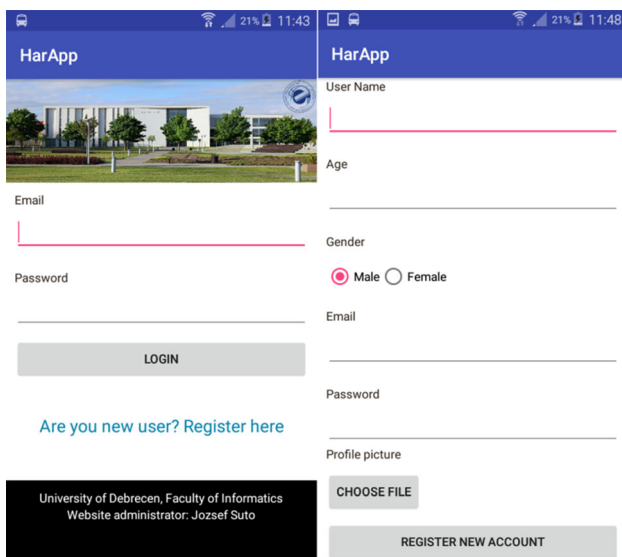 21% 11:43
HarApp
Email
Password
LOGIN
Are you new user? Register here
University of Debrecen, Faculty of Informatics
Website administrator: Jozsef Suto
21% 11:48
HarApp
User Name
Age
Gender
Male Female
Email
Password
Profile picture
CHOOSE FILE
REGISTER NEW ACCOUNT